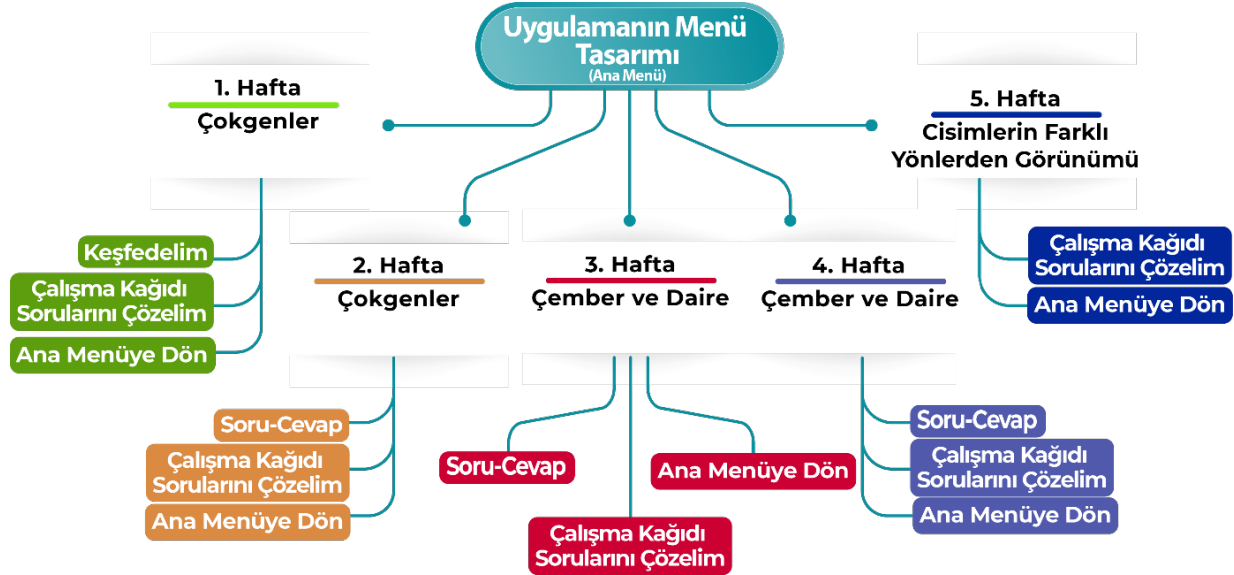 Uygulamanın Menü
Tasarımı
(Ana Menü)
1. Hafta
Çokgenler
Keşfedelim
Çalışma Kağıdı
Sorularını Çözelim
Ana Menüye Dön
2. Hafta
Çokgenler
Soru-Cevap
Çalışma Kağıdı
Sorularını Çözelim
Ana Menüye Dön
3. Hafta
Çember ve Daire
Soru-Cevap
Çalışma Kağıdı
Sorularını Çözelim
Ana Menüye Dön
4. Hafta
Çember ve Daire
Soru-Cevap
Çalışma Kağıdı
Sorularını Çözelim
Ana Menüye Dön
5. Hafta
Cisimlerin Farklı
Yönlerden Görünümü
Çalışma Kağıdı
Sorularını Çözelim
Ana Menüye Dön